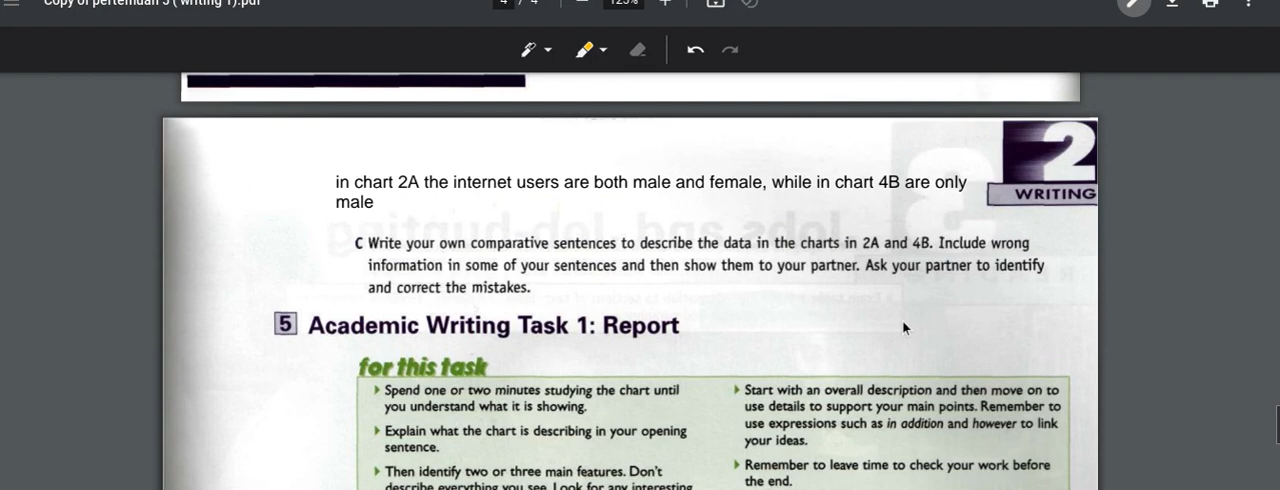 Copy of pertemuan 3 ( writing 1).pdf
4 / 4
125%
2
WRITING
in chart 2A the internet users are both male and female, while in chart 4B are only
male
C Write your own comparative sentences to describe the data in the charts in 2A and 4B. Include wrong
information in some of your sentences and then show them to your partner. Ask your partner to identify
and correct the mistakes.
5 Academic Writing Task 1: Report
for this task
Spend one or two minutes studying the chart until
you understand what it is showing.
Explain what the chart is describing in your opening
sentence.
Then identify two or three main features. Don't
describe everything you see. Look for any interesting
Start with an overall description and then move on to
use details to support your main points. Remember to
use expressions such as in addition and however to link
your ideas.
Remember to leave time to check your work before
the end.